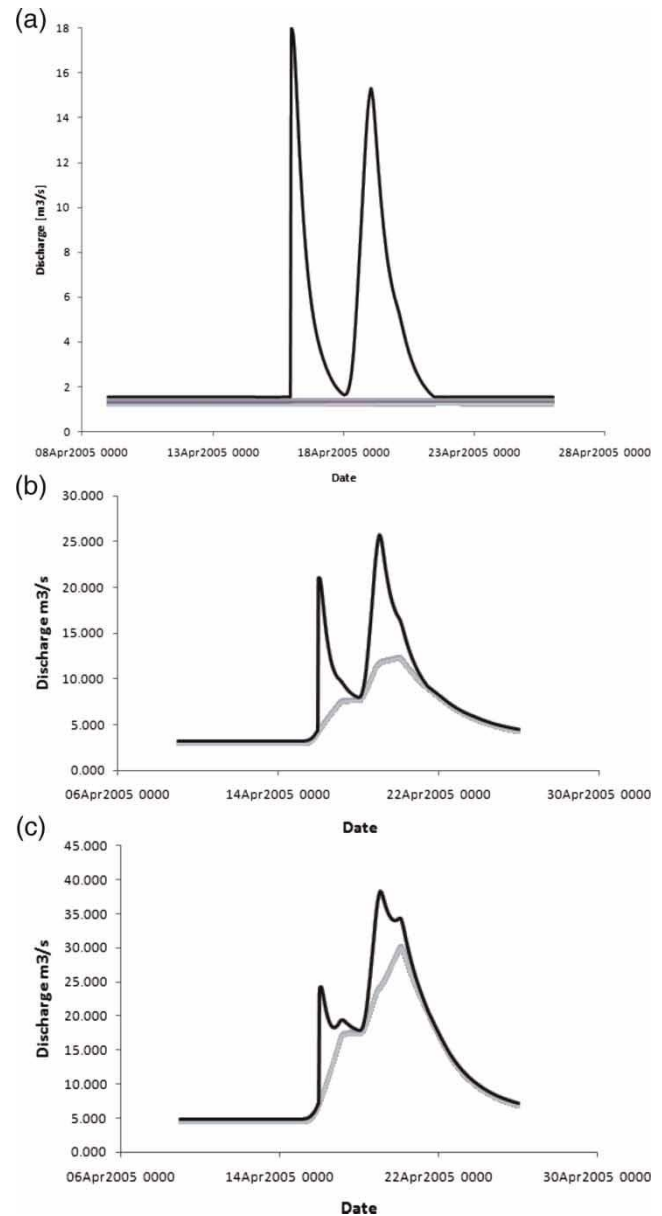 (a)
18
16
14
12
10
8
6
4
2
0
Discharge [m3/s]
08Apr2005 0000 13Apr2005 0000 18Apr2005 0000 23Apr2005 0000 28Apr2005 0000
Date
(b)
30.000
25.000
20.000
15.000
10.000
5.000
0.000
Discharge m3/s
06Apr2005 0000 14Apr2005 0000 22Apr2005 0000 30Apr2005 0000
Date
(c)
45.000
40.000
35.000
30.000
25.000
20.000
15.000
10.000
5.000
0.000
Discharge m3/s
06Apr2005 0000 14Apr2005 0000 22Apr2005 0000 30Apr2005 0000
Date